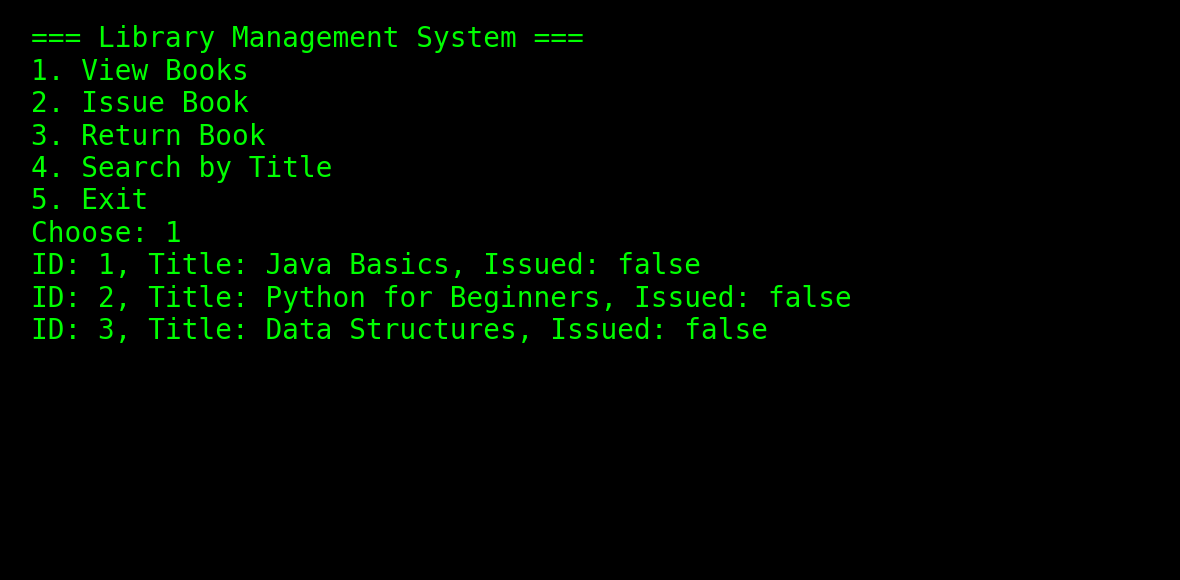 === Library Management System ===
1. View Books
2. Issue Book
3. Return Book
4. Search by Title
5. Exit
Choose: 1
ID: 1, Title: Java Basics, Issued: false
ID: 2, Title: Python for Beginners, Issued: false
ID: 3, Title: Data Structures, Issued: false